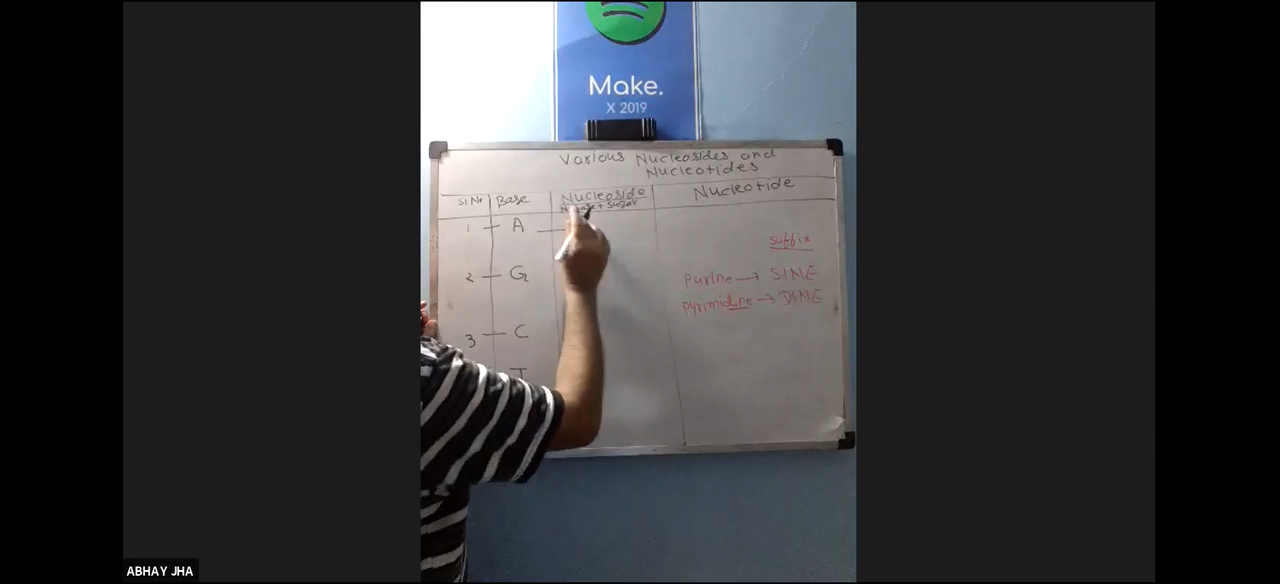 Make.
X 2019
Various Nucleosides and
Nucleotides
Sl No Base Nucleoside Nucleotide
+ Sugar
1 A
2 G
3 C
T
suffix
Purine → SINE
Pyrimidine → DINE
ABHAY JHA